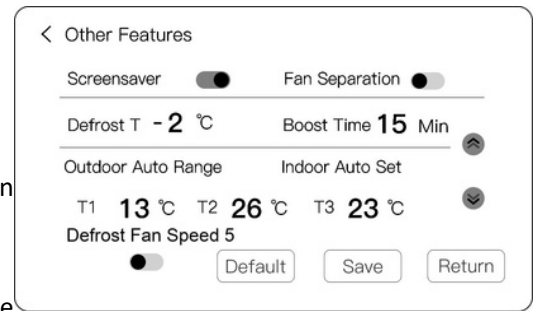 < Other Features
Screensaver Fan Separation
Defrost T -2 ℃ Boost Time 15 Min
Outdoor Auto Range Indoor Auto Set
n
T1 13 ℃ T2 26 ℃ T3 23 ℃
Defrost Fan Speed 5
Default Save Return
e